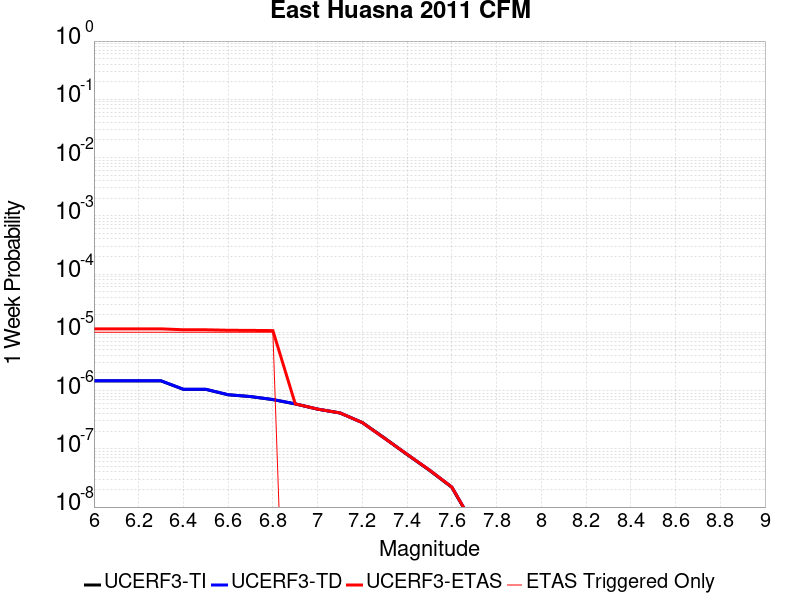 East Huasna 2011 CFM
10^0
10^-1
10^-2
10^-3
10^-4
10^-5
10^-6
10^-7
10^-8
1 Week Probability
6 6.2 6.4 6.6 6.8 7 7.2 7.4 7.6 7.8 8 8.2 8.4 8.6 8.8 9
Magnitude
UCERF3-TI UCERF3-TD UCERF3-ETAS ETAS Triggered Only